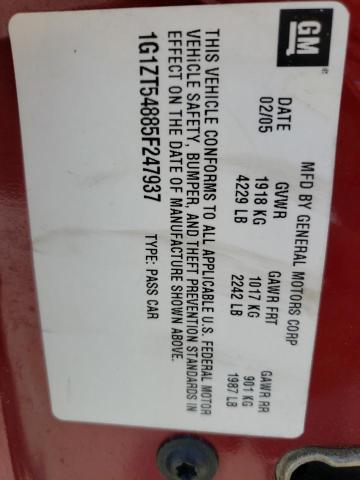 GM
MFD BY GENERAL MOTORS CORP
DATE GVWR GAWR FRT GAWR RR
02/05 1918 KG 1017 KG 901 KG
4229 LB 2242 LB 1987 LB
THIS VEHICLE CONFORMS TO ALL APPLICABLE U.S. FEDERAL MOTOR
VEHICLE SAFETY, BUMPER, AND THEFT PREVENTION STANDARDS IN
EFFECT ON THE DATE OF MANUFACTURE SHOWN ABOVE.
1G1ZT54885F247937 TYPE: PASS CAR